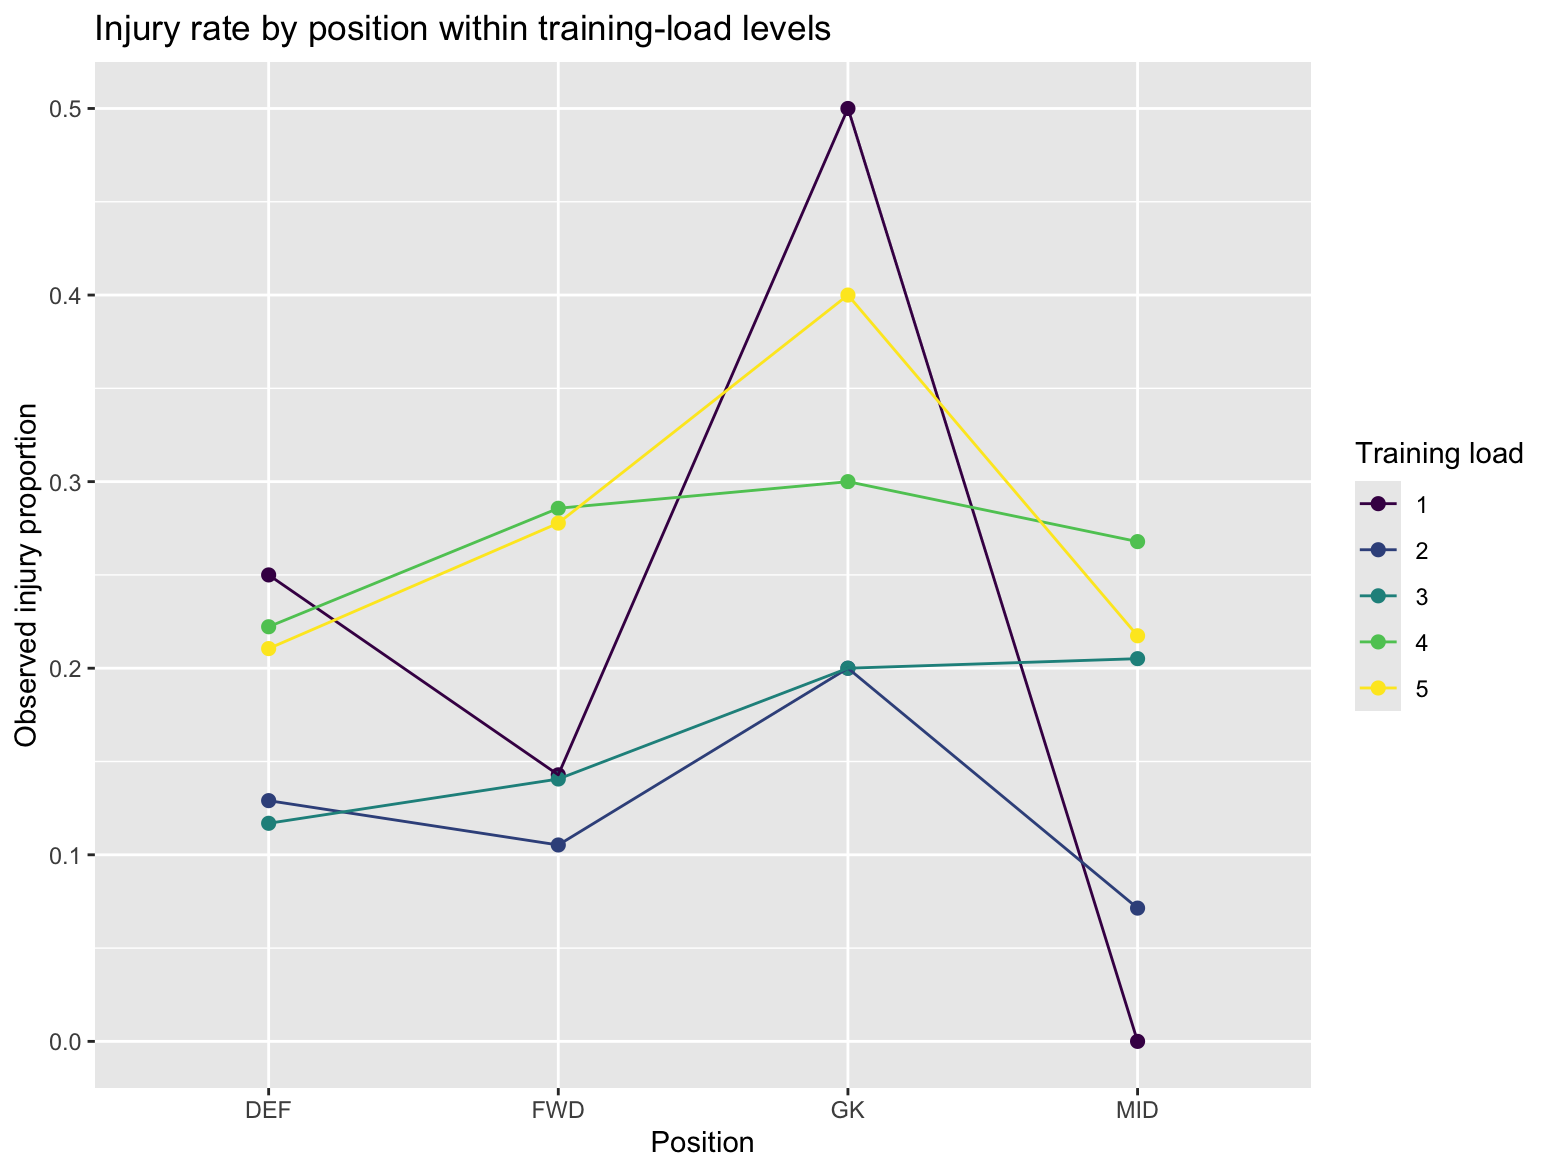 Injury rate by position within training-load levels
Observed injury proportion
0.5
0.4
0.3
0.2
0.1
0.0
DEF FWD GK MID
Position
Training load
1
2
3
4
5